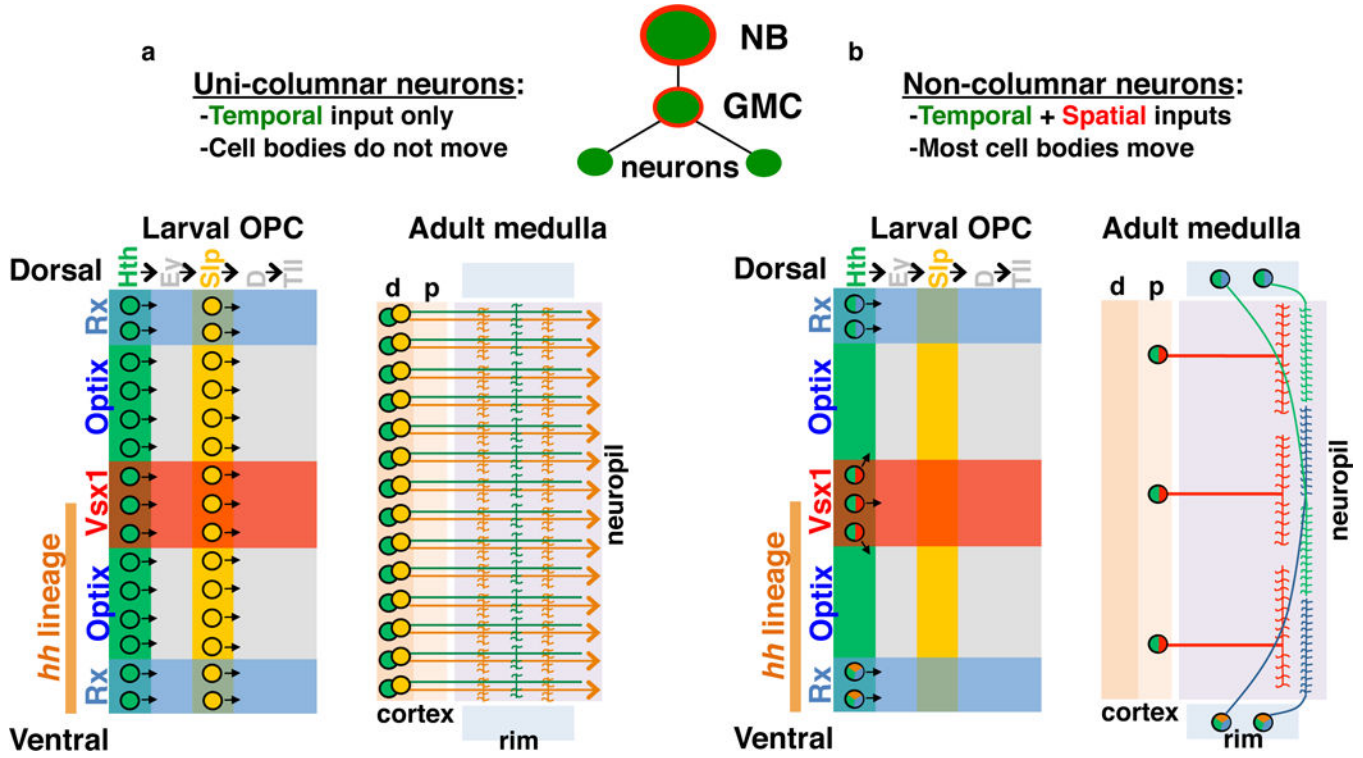 a
Uni-columnar neurons:
-Temporal input only
-Cell bodies do not move
NB
GMC
neurons
b
Non-columnar neurons:
-Temporal + Spatial inputs
-Most cell bodies move
Larval OPC
Dorsal
Hth
Ey
Slp
D
Tll
Rx
Optix
Vsx1
Optix
Rx
hh lineage
Ventral
Adult medulla
d p
neuropil
cortex
rim
Larval OPC
Dorsal
Hth
Ey
Slp
D
Tll
Rx
Optix
Vsx1
Optix
Rx
hh lineage
Ventral
Adult medulla
d p
neuropil
cortex
rim